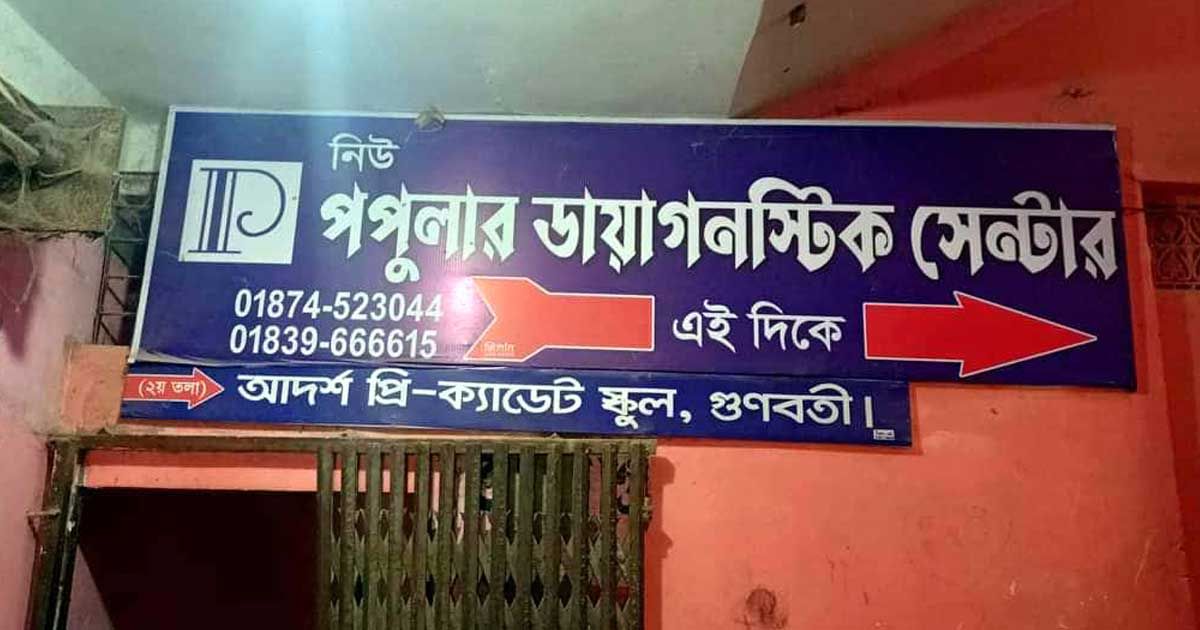 নিউ
পপুলার ডায়াগনস্টিক সেন্টার
01874-523044
01839-666615
এই দিকে
(২য় তলা) আদর্শ প্রি-ক্যাডেট স্কুল, গুণবতী।